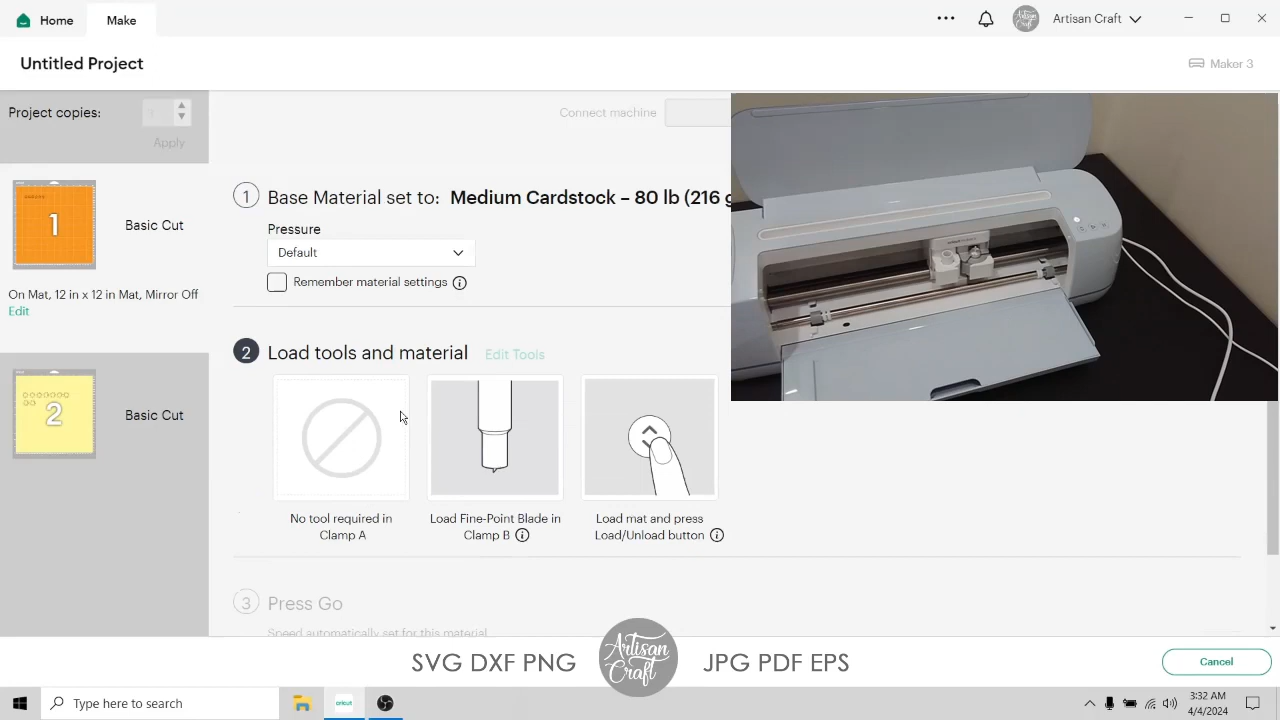 Home
Make
Artisan Craft
Untitled Project
Maker 3
Project copies:
Apply
Connect machine
1
Basic Cut
On Mat, 12 in x 12 in Mat, Mirror Off
Edit
2
Basic Cut
1 Base Material set to: Medium Cardstock – 80 lb (216 g
Pressure
Default
Remember material settings
2 Load tools and material Edit Tools
No tool required in
Clamp A
Load Fine-Point Blade in
Clamp B
Load mat and press
Load/Unload button
3 Press Go
Speed automatically set for this material
SVG DXF PNG
Artisan
Craft
JPG PDF EPS
Cancel
Type here to search
cricut
3:32 AM
4/4/2024